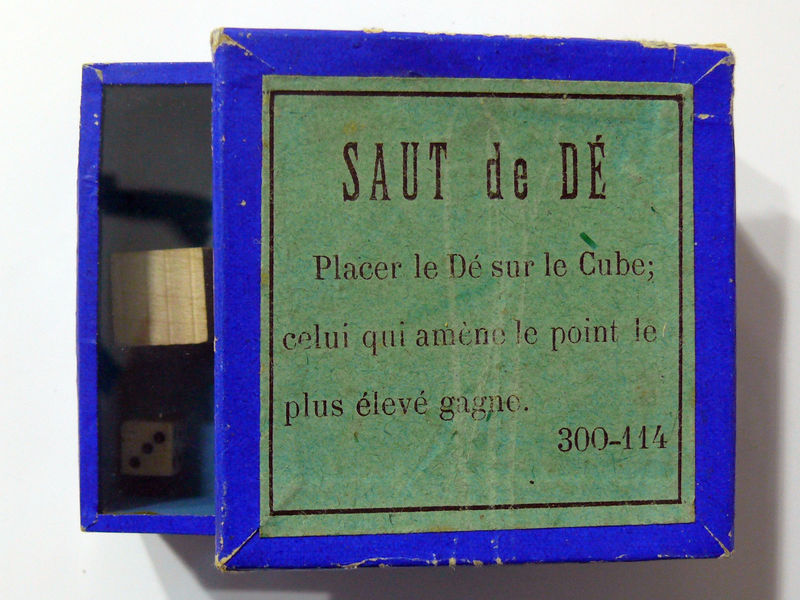 SAUT de DÉ
Placer le Dé sur le Cube;
celui qui amène le point le
plus élevé gagne.
300-114